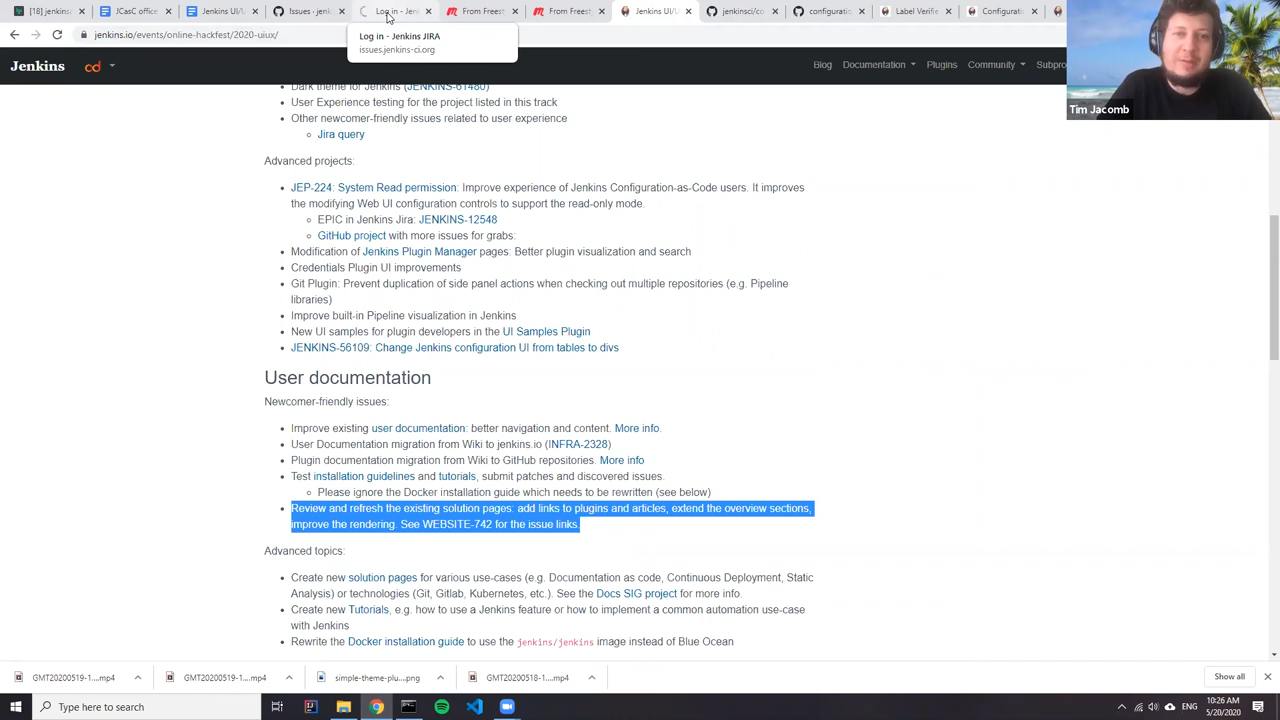 [18] jenkins/c
JCasC office
Jenkins UI/U
Issues · jenk
Log in - Jen
From Freest
From Freest
Jenkins UI/U
Label Verifie
jenkinsci/co
configuration
Configuratio
jenkins.io/events/online-hackfest/2020-uiux/
Log in - Jenkins JIRA
issues.jenkins-ci.org
Jenkins
cd
Blog
Documentation
Plugins
Community
Subpro
Tim Jacomb
Dark theme for Jenkins (JENKINS-61480)
User Experience testing for the project listed in this track
Other newcomer-friendly issues related to user experience
Jira query
Advanced projects:
JEP-224: System Read permission: Improve experience of Jenkins Configuration-as-Code users. It improves
the modifying Web UI configuration controls to support the read-only mode.
EPIC in Jenkins Jira: JENKINS-12548
GitHub project with more issues for grabs:
Modification of Jenkins Plugin Manager pages: Better plugin visualization and search
Credentials Plugin UI improvements
Git Plugin: Prevent duplication of side panel actions when checking out multiple repositories (e.g. Pipeline
libraries)
Improve built-in Pipeline visualization in Jenkins
New UI samples for plugin developers in the UI Samples Plugin
JENKINS-56109: Change Jenkins configuration UI from tables to divs
User documentation
Newcomer-friendly issues:
Improve existing user documentation: better navigation and content. More info.
User Documentation migration from Wiki to jenkins.io (INFRA-2328)
Plugin documentation migration from Wiki to GitHub repositories. More info
Test installation guidelines and tutorials, submit patches and discovered issues.
Please ignore the Docker installation guide which needs to be rewritten (see below)
Review and refresh the existing solution pages: add links to plugins and articles, extend the overview sections,
improve the rendering. See WEBSITE-742 for the issue links.
Advanced topics:
Create new solution pages for various use-cases (e.g. Documentation as code, Continuous Deployment, Static
Analysis) or technologies (Git, Gitlab, Kubernetes, etc.). See the Docs SIG project for more info.
Create new Tutorials, e.g. how to use a Jenkins feature or how to implement a common automation use-case
with Jenkins
Rewrite the Docker installation guide to use the jenkins/jenkins image instead of Blue Ocean
GMT20200519-1....mp4
GMT20200519-1....mp4
simple-theme-plu....png
GMT20200518-1....mp4
Show all
Type here to search
10:26 AM
5/20/2020